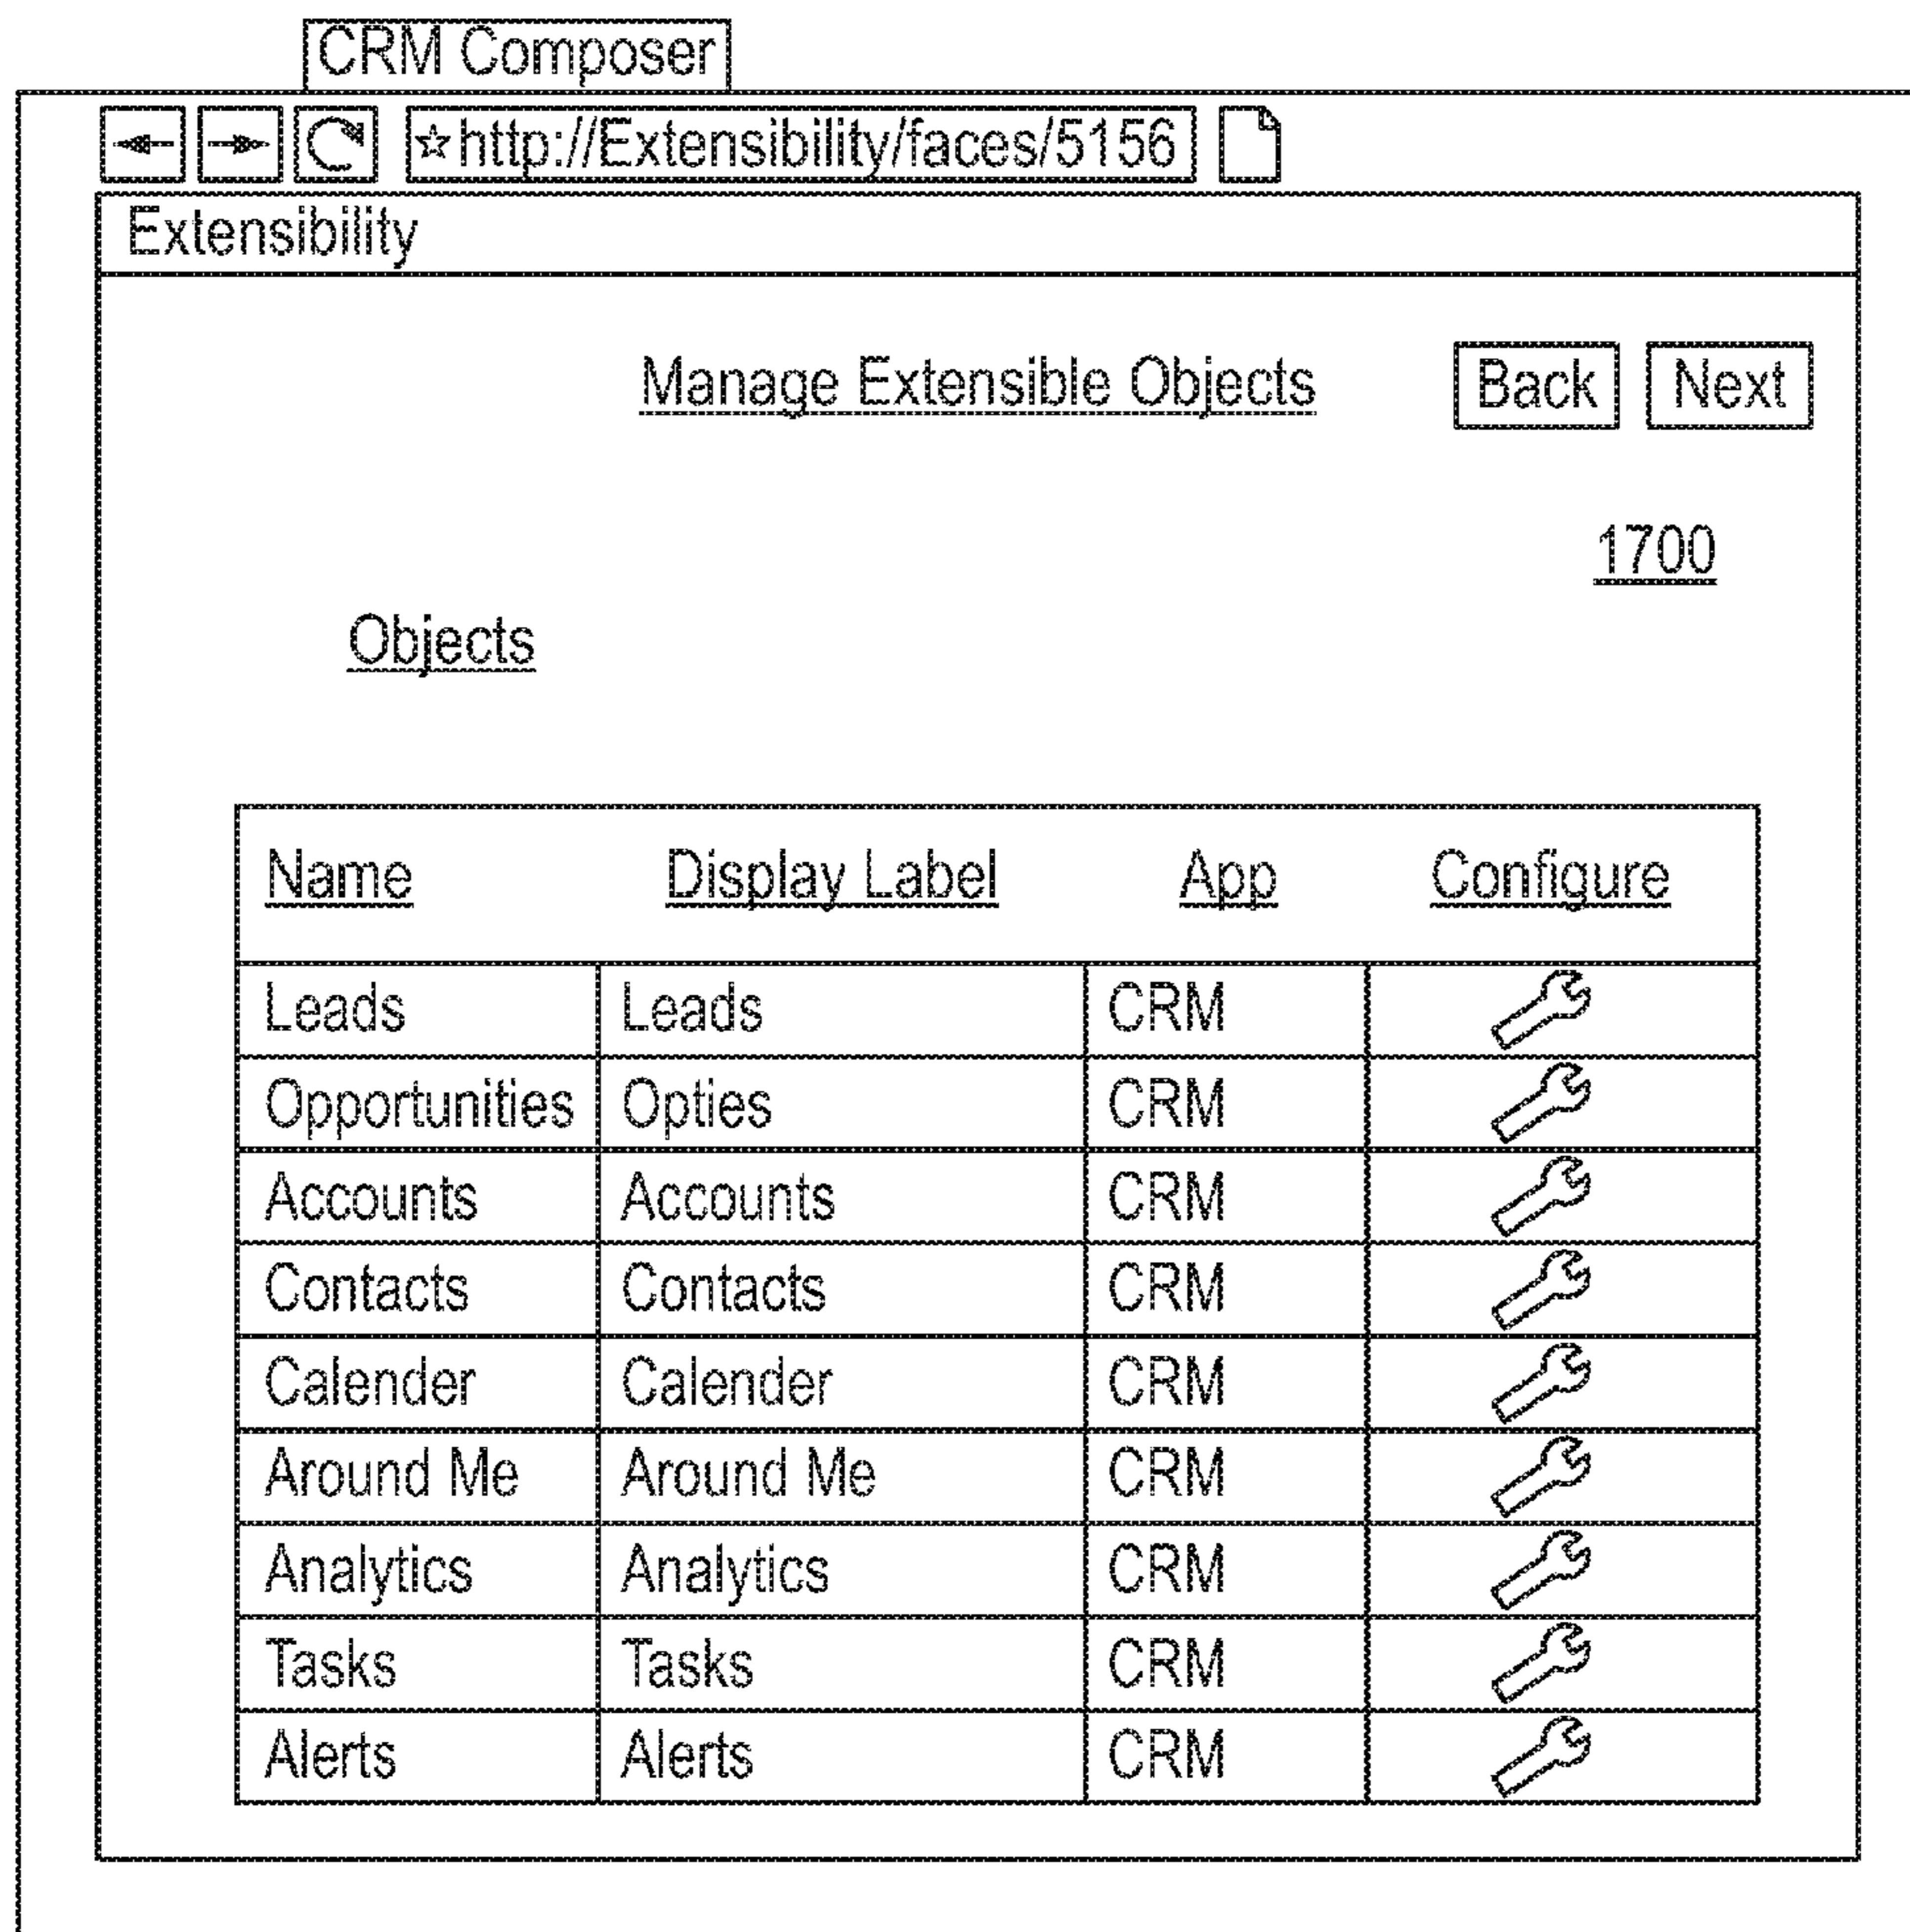 CRM Composer
☆http://Extensibility/faces/5156
Extensibility
Manage Extensible Objects Back Next
1700
Objects
Name Display Label App Configure
Leads Leads CRM
Opportunities Opties CRM
Accounts Accounts CRM
Contacts Contacts CRM
Calender Calender CRM
Around Me Around Me CRM
Analytics Analytics CRM
Tasks Tasks CRM
Alerts Alerts CRM